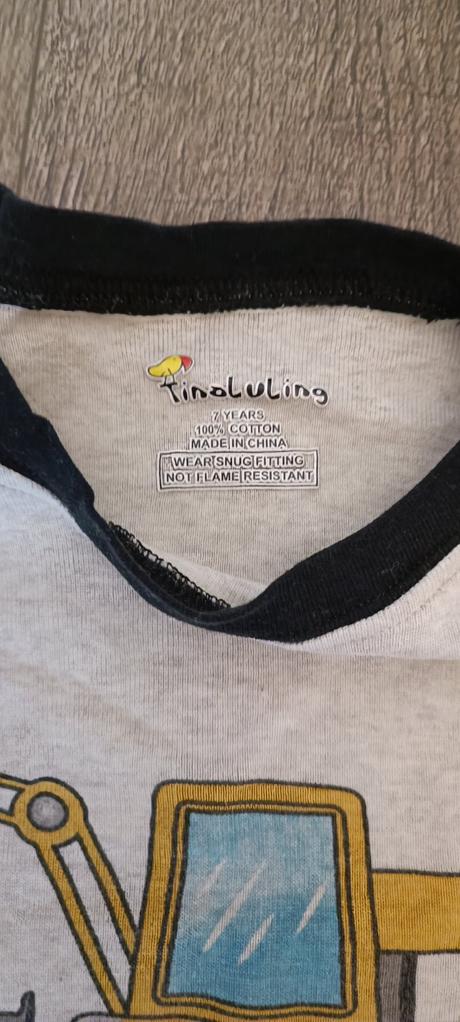 TinoLuLing
7 YEARS
100% COTTON
MADE IN CHINA
WEAR SNUG FITTING
NOT FLAME RESISTANT